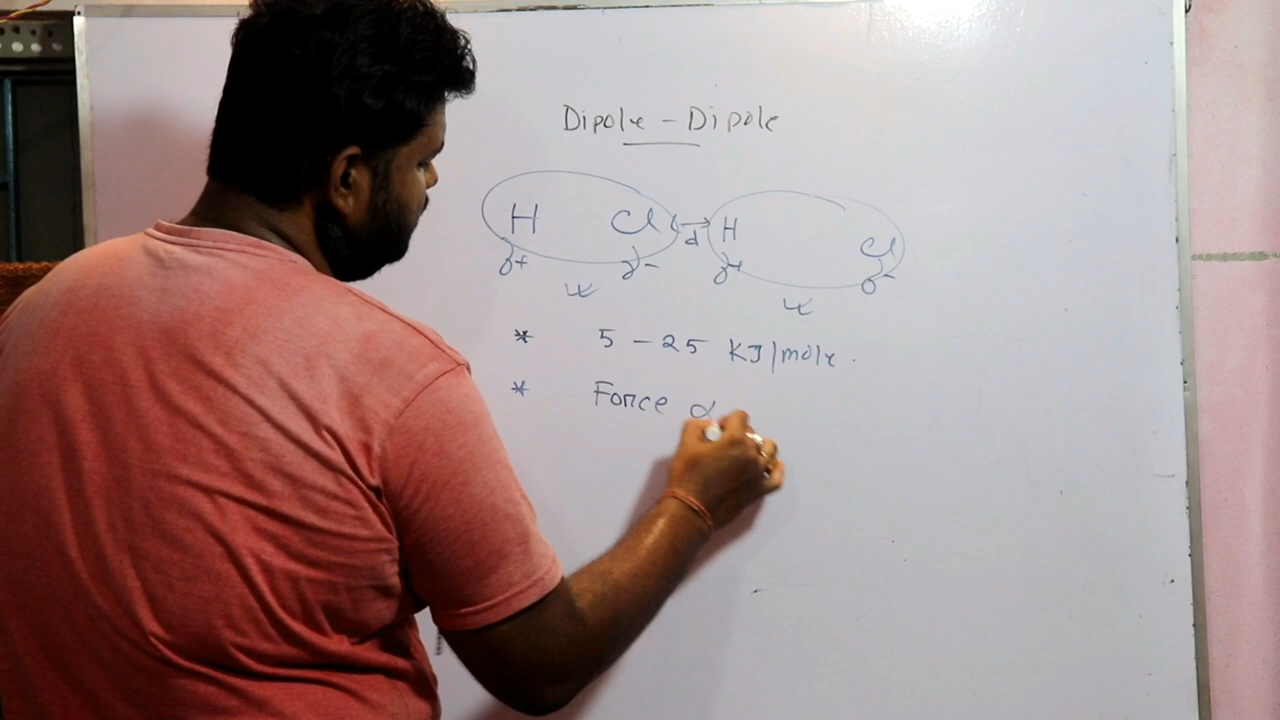 Dipole - Dipole
H Cl d H Cl
δ+ δ- δ+ δ-
μ μ
* 5 - 25 KJ/mole.
* Force α